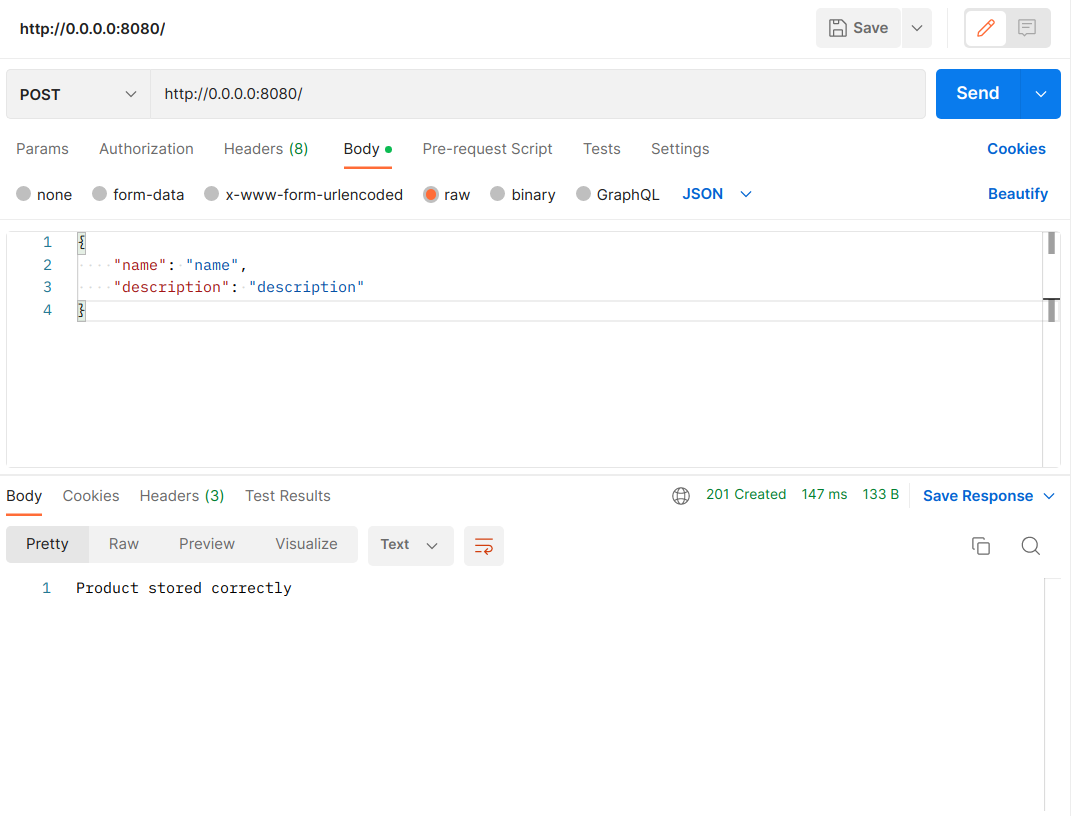 http://0.0.0.0:8080/ Save
POST http://0.0.0.0:8080/ Send
Params Authorization Headers (8) Body Pre-request Script Tests Settings Cookies
none form-data x-www-form-urlencoded raw binary GraphQL JSON Beautify
1 {
2 "name": "name",
3 "description": "description"
4 }
Body Cookies Headers (3) Test Results 201 Created 147 ms 133 B Save Response
Pretty Raw Preview Visualize Text
1 Product stored correctly